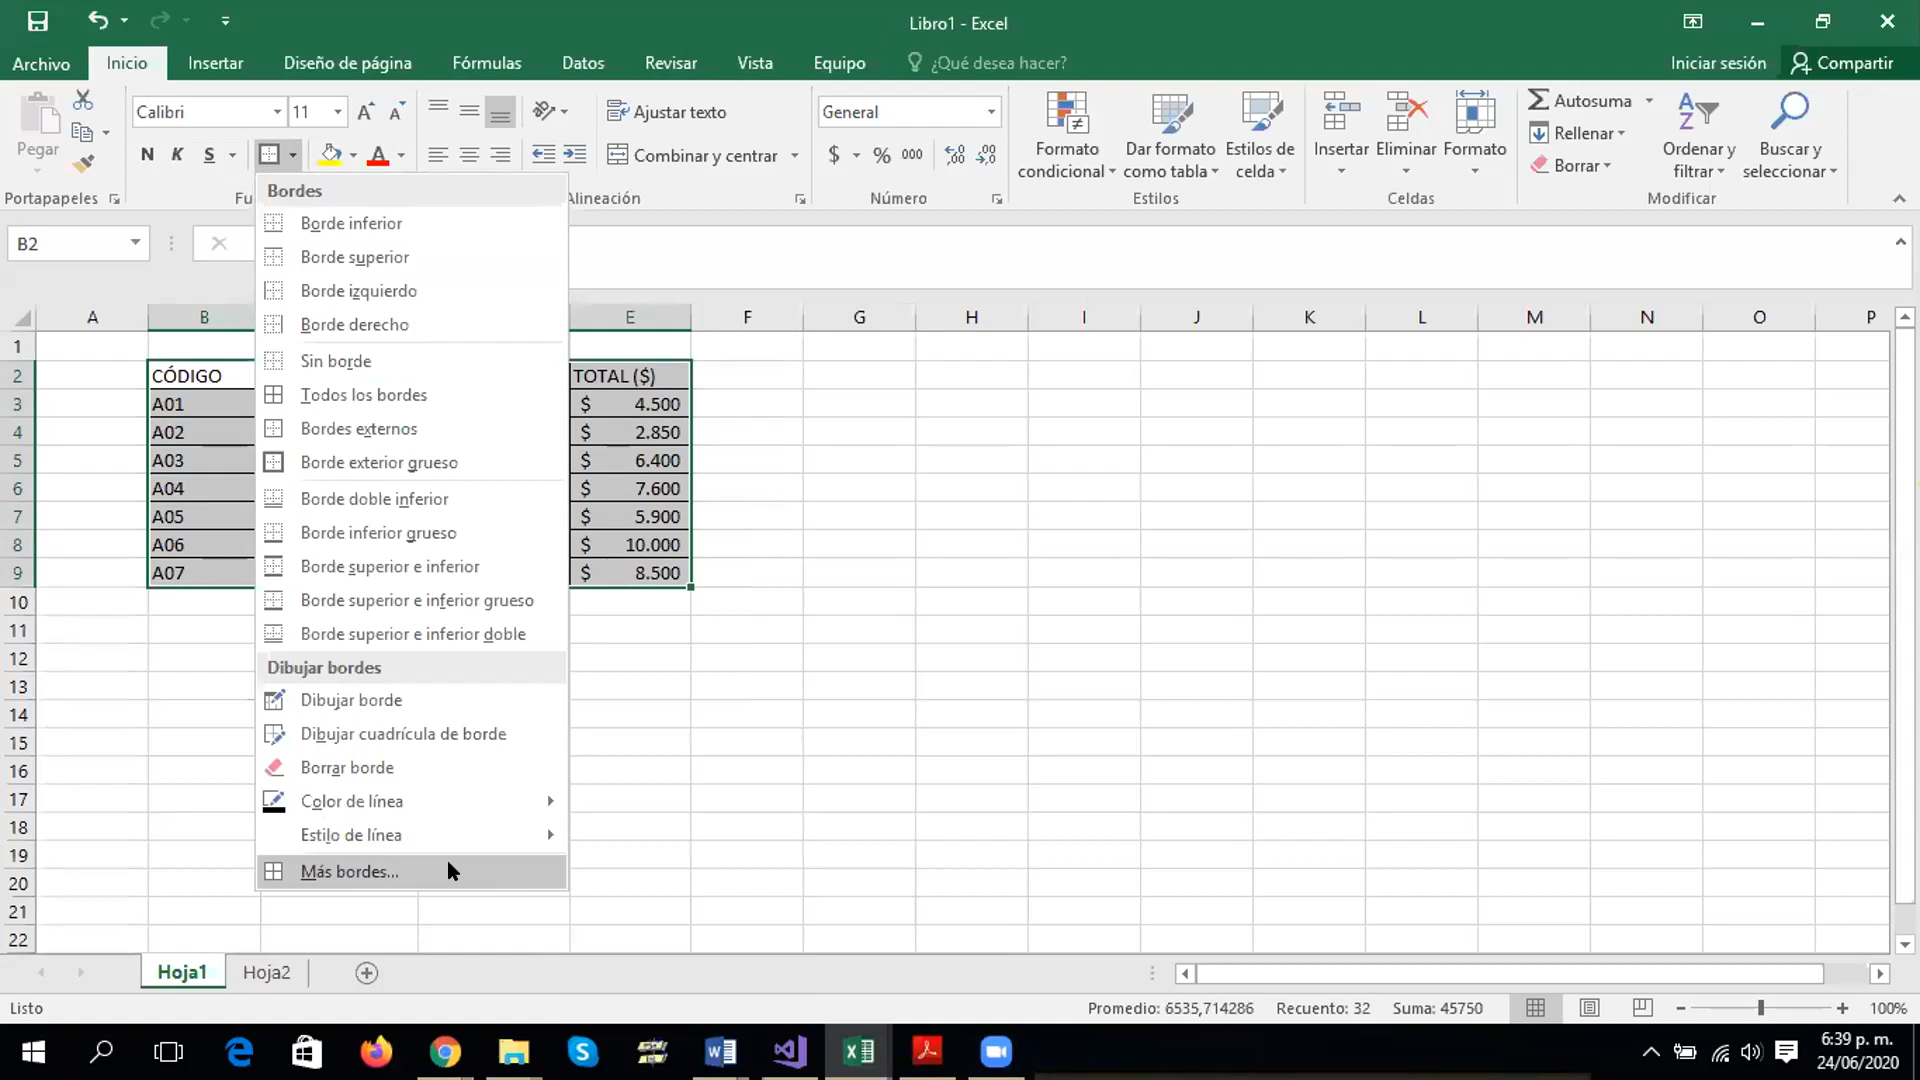 Libro1 - Excel
Archivo
Inicio
Insertar
Diseño de página
Fórmulas
Datos
Revisar
Vista
Equipo
¿Qué desea hacer?
Iniciar sesión
Compartir
Pegar
Calibri
11
N K S
Ajustar texto
Combinar y centrar
General
$ % 000
Formato condicional
Dar formato como tabla
Estilos de celda
Insertar
Eliminar
Formato
Autosuma
Rellenar
Borrar
Ordenar y filtrar
Buscar y seleccionar
Portapapeles
Fu
Alineación
Número
Estilos
Celdas
Modificar
B2
Bordes
Borde inferior
Borde superior
Borde izquierdo
Borde derecho
Sin borde
Todos los bordes
Bordes externos
Borde exterior grueso
Borde doble inferior
Borde inferior grueso
Borde superior e inferior
Borde superior e inferior grueso
Borde superior e inferior doble
Dibujar bordes
Dibujar borde
Dibujar cuadrícula de borde
Borrar borde
Color de línea
Estilo de línea
Más bordes...
A B E F G H I J K L M N O P
1
2 CÓDIGO TOTAL ($)
3 A01 $ 4.500
4 A02 $ 2.850
5 A03 $ 6.400
6 A04 $ 7.600
7 A05 $ 5.900
8 A06 $ 10.000
9 A07 $ 8.500
10
11
12
13
14
15
16
17
18
19
20
21
22
Hoja1
Hoja2
Listo
Promedio: 6535,714286
Recuento: 32
Suma: 45750
100%
6:39 p. m.
24/06/2020